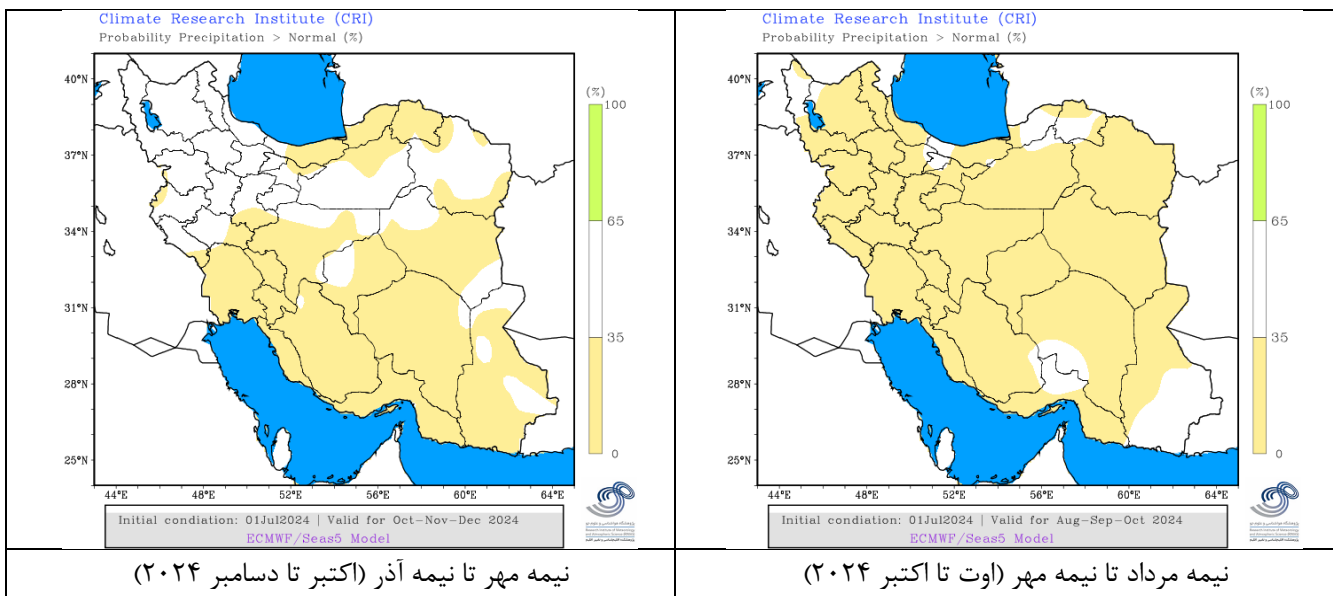 Climate Research Institute (CRI)
Probability Precipitation > Normal (%)
40°N
37°N
34°N
31°N
28°N
25°N
44°E
48°E
52°E
56°E
60°E
64°E
(%)
100
65
35
0
Initial condiation: 01Jul2024 | Valid for Oct-Nov-Dec 2024
ECMWF/Seas5 Model
نیمه مهر تا نیمه آذر (اکتبر تا دسامبر ۲۰۲۴)
Climate Research Institute (CRI)
Probability Precipitation > Normal (%)
40°N
37°N
34°N
31°N
28°N
25°N
44°E
48°E
52°E
56°E
60°E
64°E
(%)
100
65
35
0
Initial condiation: 01Jul2024 | Valid for Aug-Sep-Oct 2024
ECMWF/Seas5 Model
نیمه مرداد تا نیمه مهر (اوت تا اکتبر ۲۰۲۴)